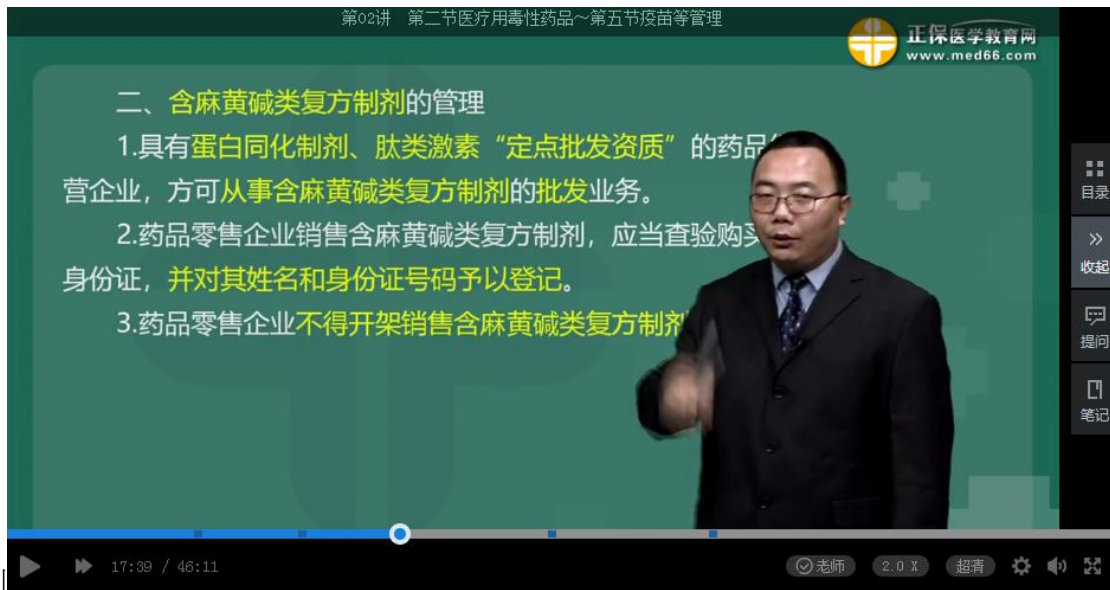 第02讲 第二节医疗用毒性药品～第五节疫苗等管理
正保医学教育网
www.med66.com
二、含麻黄碱类复方制剂的管理
1.具有蛋白同化制剂、肽类激素“定点批发资质”的药品
营企业，方可从事含麻黄碱类复方制剂的批发业务。
2.药品零售企业销售含麻黄碱类复方制剂，应当查验购买
身份证，并对其姓名和身份证号码予以登记。
3.药品零售企业不得开架销售含麻黄碱类复方制剂
目录
收起
提问
笔记
17:39 / 46:11
老师
2.0 X
超清